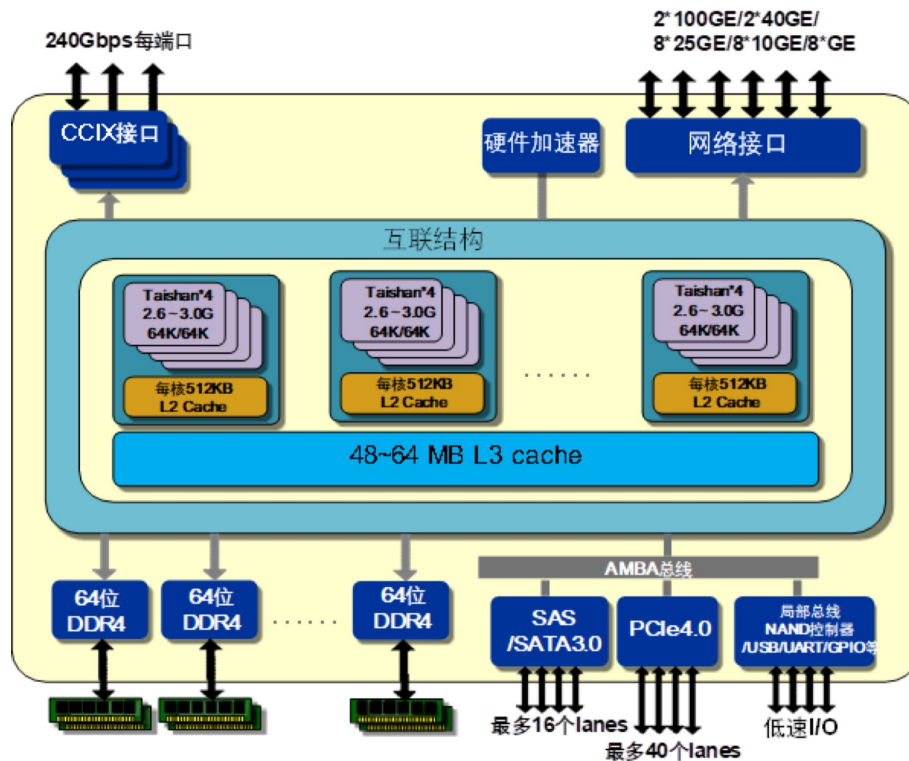 240Gbps每端口
2*100GE/2*40GE/
8*25GE/8*10GE/8*GE
CCIX接口
硬件加速器
网络接口
互联结构
Taishan*4
2.6~3.0G
64K/64K
每核512KB
L2 Cache
Taishan*4
2.6~3.0G
64K/64K
每核512KB
L2 Cache
......
Taishan*4
2.6~3.0G
64K/64K
每核512KB
L2 Cache
48~64 MB L3 cache
AMBA总线
64位
DDR4
64位
DDR4
......
64位
DDR4
SAS
/SATA3.0
PCIe4.0
局部总线
NAND控制器
/USB/UART/GPIO等
最多16个lanes
最多40个lanes
低速I/O